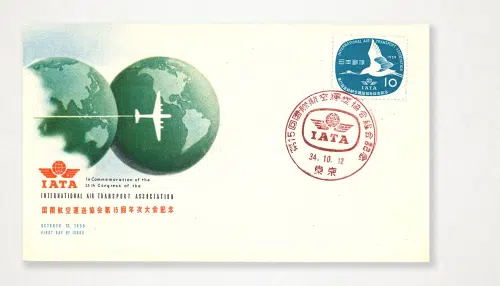 INTERNATIONAL AIR TRANSPORT ASSOCIATION
1959
日本郵便
IATA
10
第15回国際航空運送協会総会記念
IATA
34.10.12
東京
IATA
In Commemoration of the
15th Congress of the
INTERNATIONAL AIR TRANSPORT ASSOCIATION
国際航空運送協会第15回年次大会記念
OCTOBER 12, 1959
FIRST DAY OF ISSUE